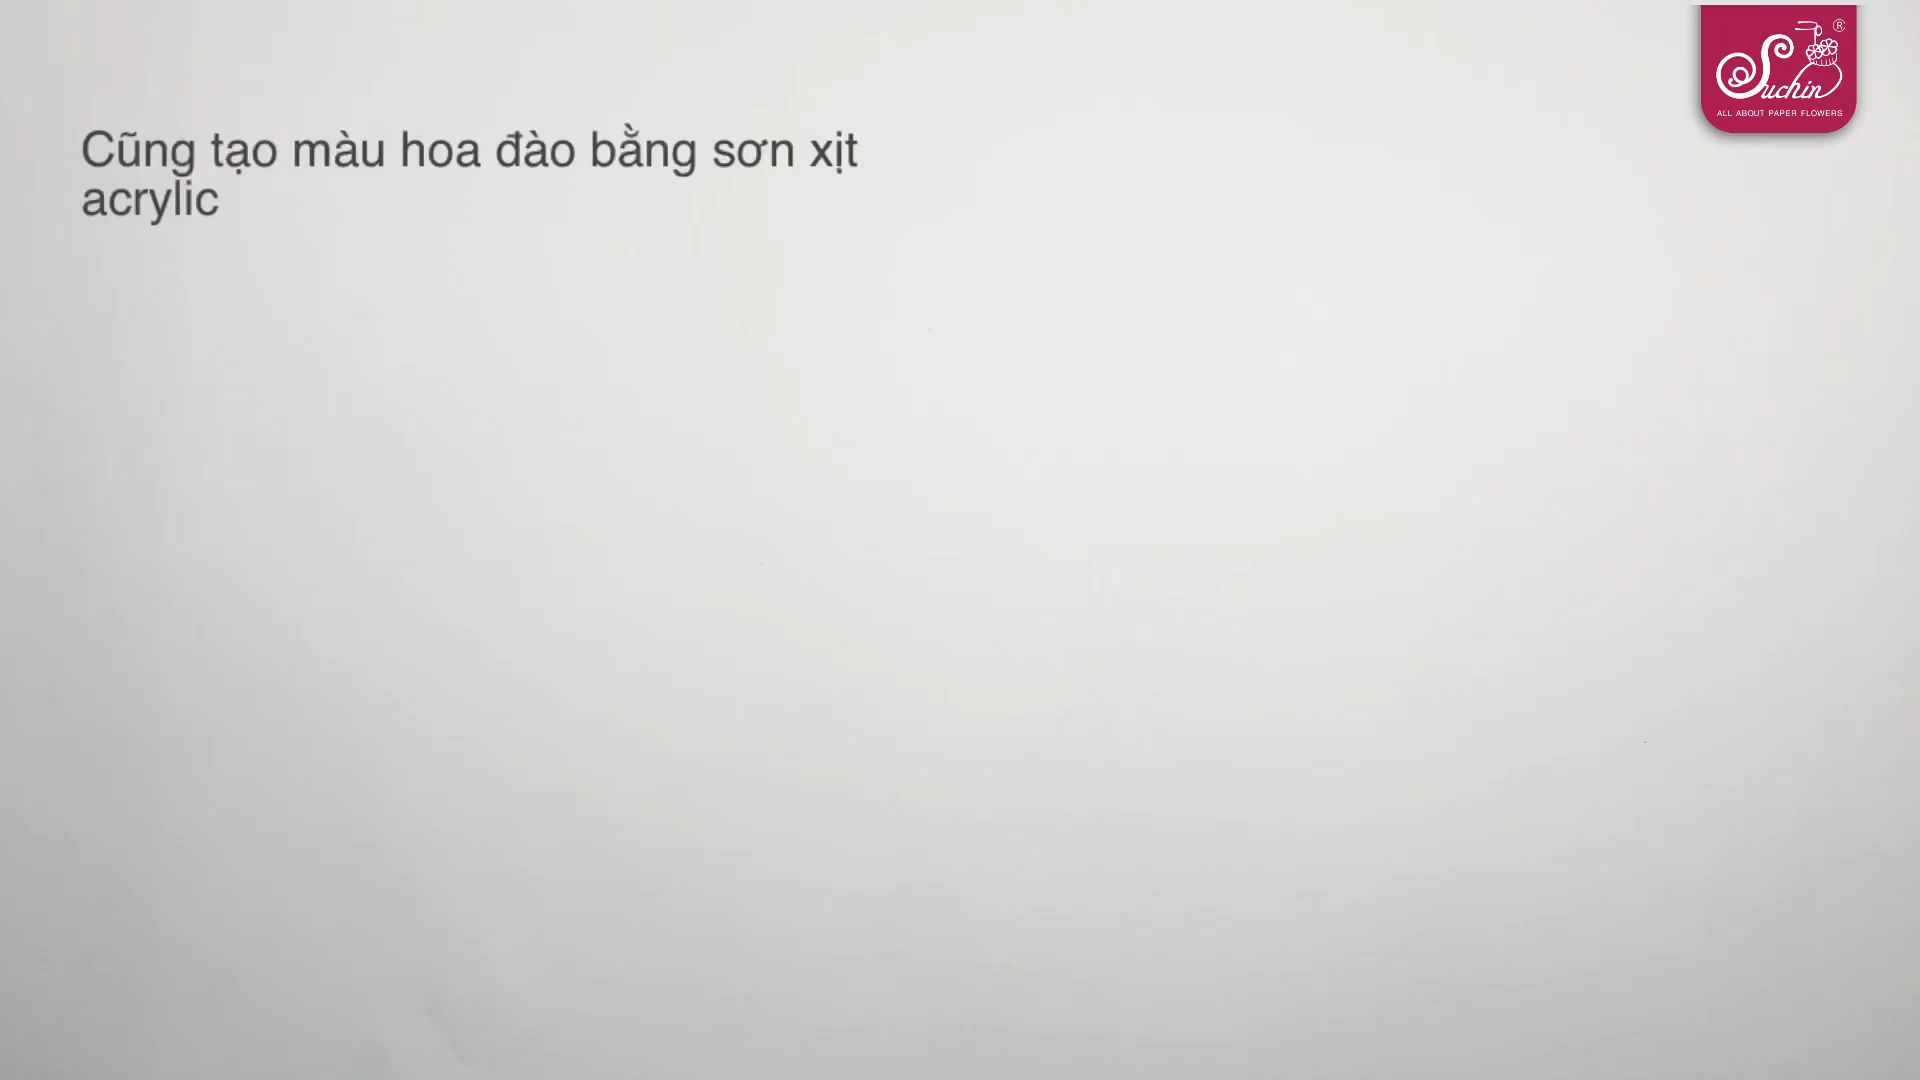 Cũng tạo màu hoa đào bằng sơn xịt
acrylic
Suchin ®
ALL ABOUT PAPER FLOWERS